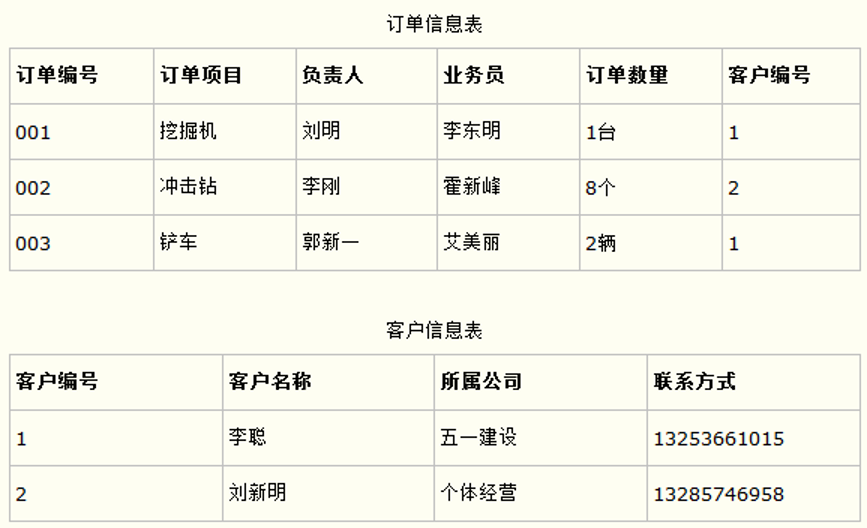 订单信息表
订单编号 订单项目 负责人 业务员 订单数量 客户编号
001 挖掘机 刘明 李东明 1台 1
002 冲击钻 李刚 霍新峰 8个 2
003 铲车 郭新一 艾美丽 2辆 1
客户信息表
客户编号 客户名称 所属公司 联系方式
1 李聪 五一建设 13253661015
2 刘新明 个体经营 13285746958